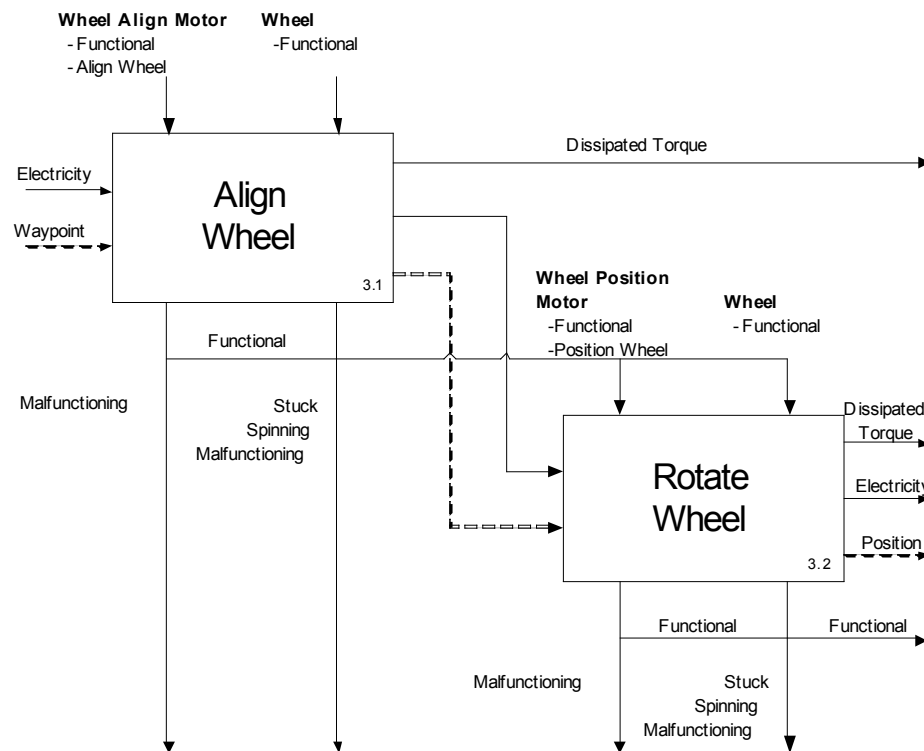 Wheel Align Motor
- Functional
- Align Wheel
Wheel
-Functional
Electricity
Waypoint
Align
Wheel
3.1
Dissipated Torque
Wheel Position
Motor
-Functional
-Position Wheel
Wheel
- Functional
Functional
Malfunctioning
Stuck
Spinning
Malfunctioning
Rotate
Wheel
3.2
Dissipated
Torque
Electricity
Position
Functional
Functional
Malfunctioning
Stuck
Spinning
Malfunctioning